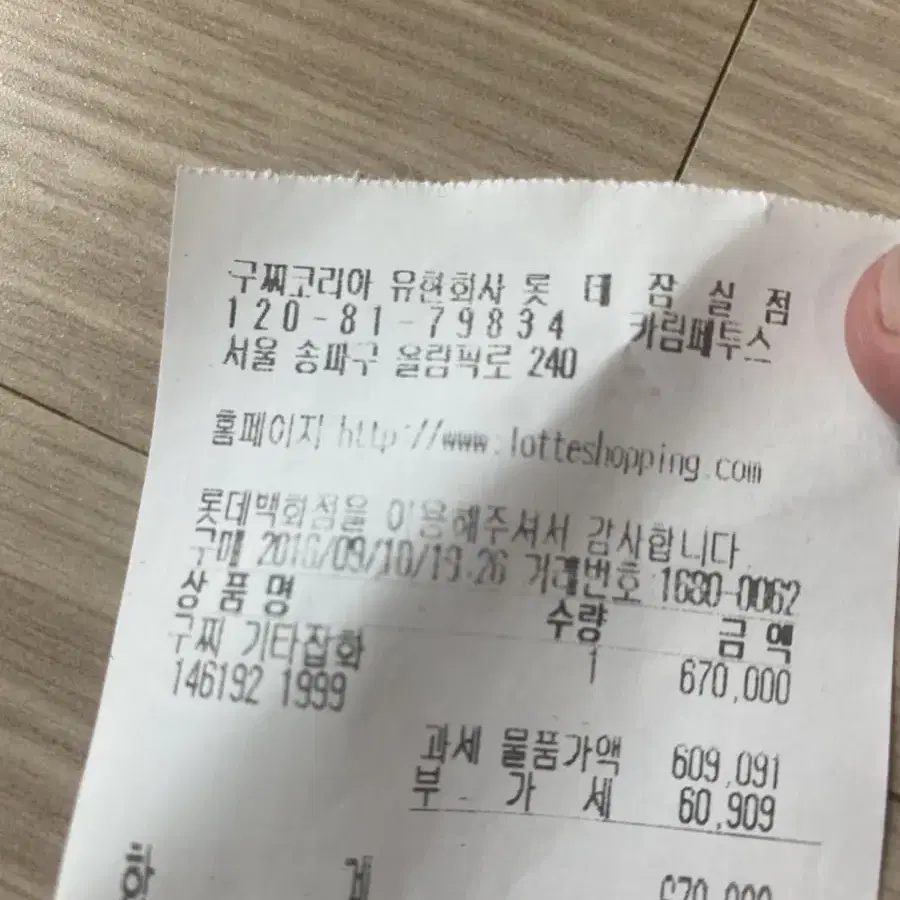 구찌코리아 유현회사 롯 데 잠 실 점
120-81-79834 카림페투스
서울 송파구 올림픽로 240
홈페이지 http://www.lotteshopping.com
롯데백화점을 이용해주셔서 감사합니다
구매 2016/09/10/19.26 거래번호 1680-0062
상 품 명 수량 금 액
구찌 기타잡화 1 670,000
146192 1999
과세 물품가액 609,091
부 가 세 60,909
합 계 670,000